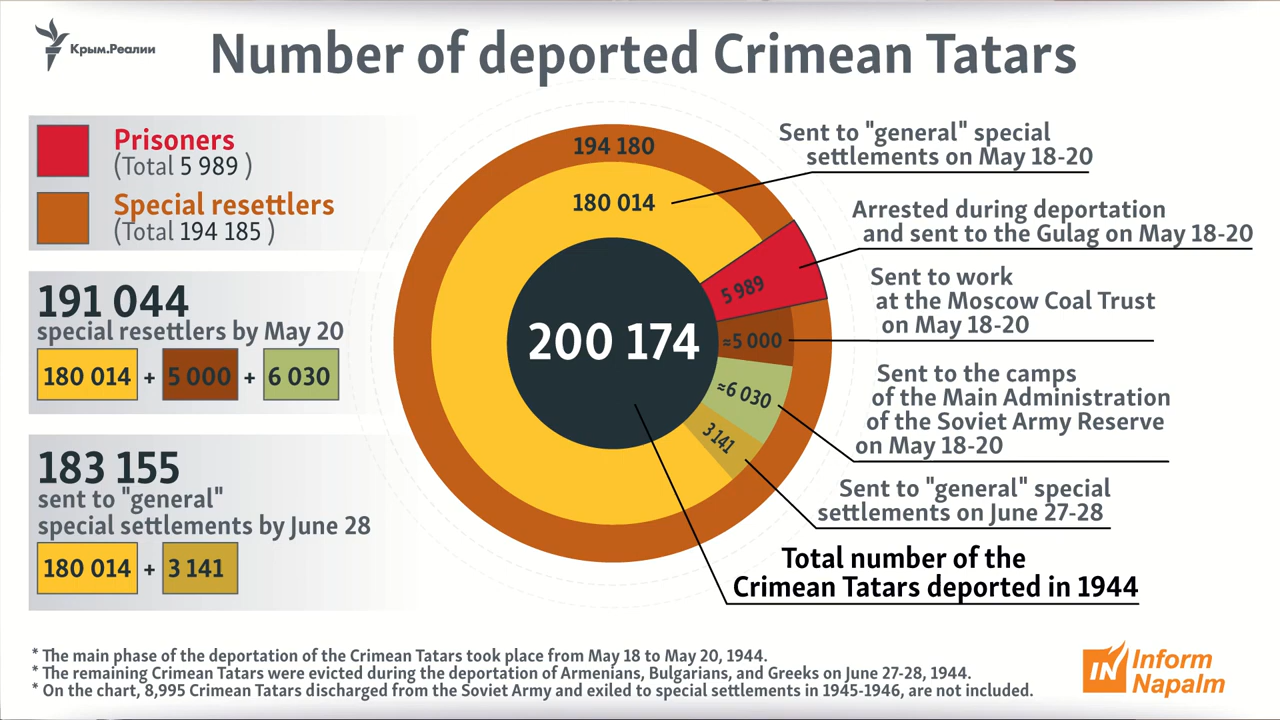 Крым.Реалии
Number of deported Crimean Tatars
Prisoners
(Total 5 989 )
Special resettlers
(Total 194 185 )
191 044
special resettlers by May 20
180 014 + 5 000 + 6 030
183 155
sent to "general"
special settlements by June 28
180 014 + 3 141
194 180
180 014
5 989
≈5 000
≈6 030
3 141
200 174
Sent to "general" special
settlements on May 18-20
Arrested during deportation
and sent to the Gulag on May 18-20
Sent to work
at the Moscow Coal Trust
on May 18-20
Sent to the camps
of the Main Administration
of the Soviet Army Reserve
on May 18-20
Sent to "general" special
settlements on June 27-28
Total number of the
Crimean Tatars deported in 1944
* The main phase of the deportation of the Crimean Tatars took place from May 18 to May 20, 1944.
* The remaining Crimean Tatars were evicted during the deportation of Armenians, Bulgarians, and Greeks on June 27-28, 1944.
* On the chart, 8,995 Crimean Tatars discharged from the Soviet Army and exiled to special settlements in 1945-1946, are not included.
IN
Inform
Napalm